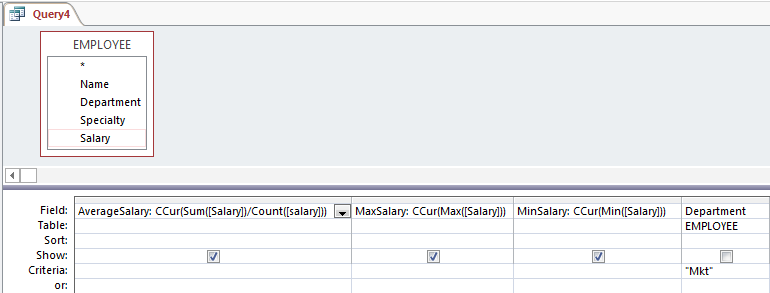 Query4
EMPLOYEE
*
Name
Department
Specialty
Salary
Field: AverageSalary: CCur(Sum([Salary])/Count([salary])) MaxSalary: CCur(Max([Salary])) MinSalary: CCur(Min([Salary])) Department
Table: EMPLOYEE
Sort:
Show:
Criteria: "Mkt"
or: